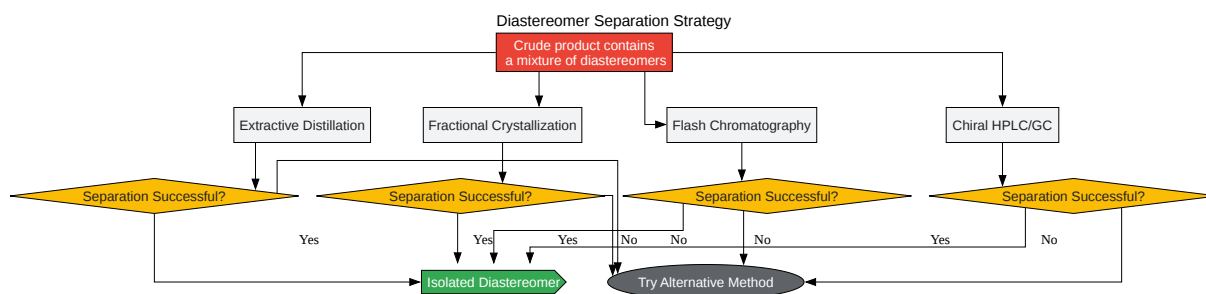 Diastereomer Separation Strategy
Crude product contains
a mixture of diastereomers
Extractive Distillation
Fractional Crystallization
Flash Chromatography
Chiral HPLC/GC
Separation Successful?
Separation Successful?
Separation Successful?
Separation Successful?
Yes
Yes
Yes
No
No
No
Yes
No
Isolated Diastereomer
Try Alternative Method